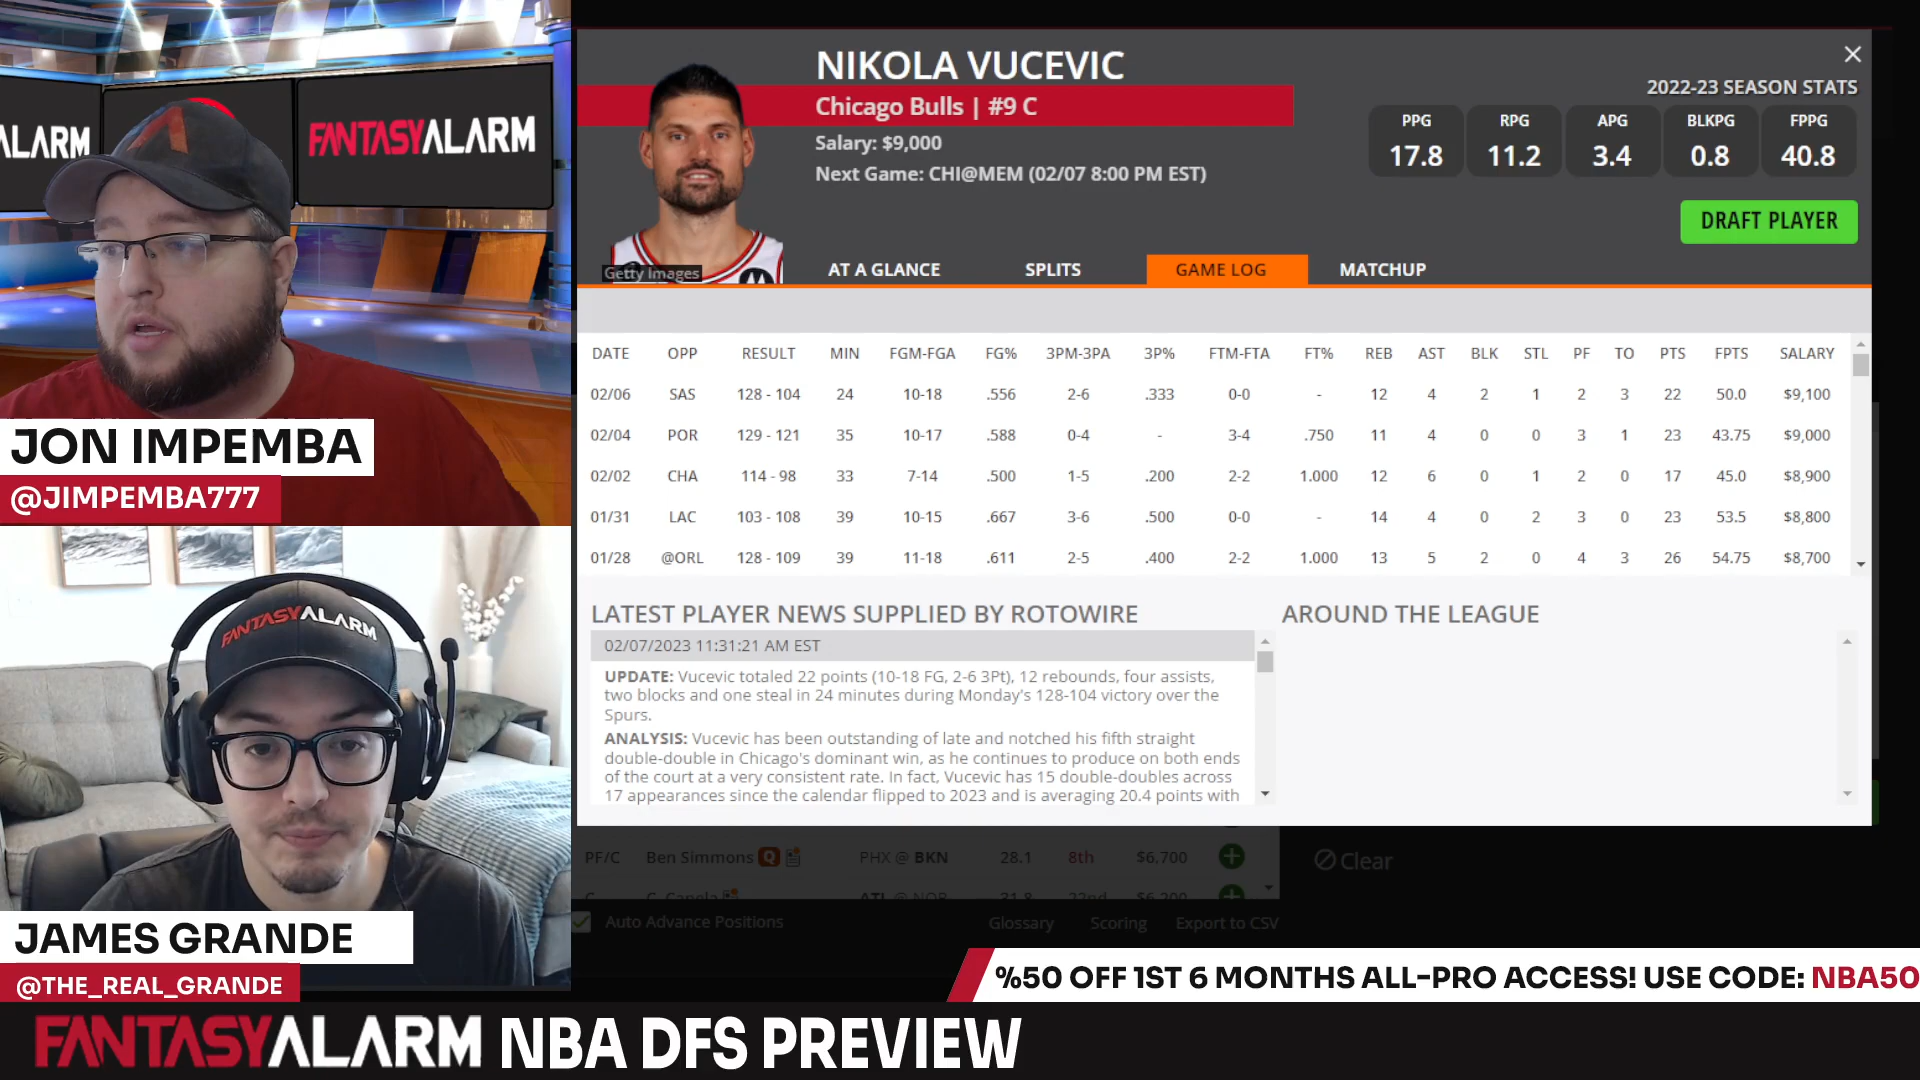 ALARM
FANTASYALARM
JON IMPEMBA
@JIMPEMBA777
FANTASYALARM
JAMES GRANDE
@THE_REAL_GRANDE
NIKOLA VUCEVIC
Chicago Bulls | #9 C
Salary: $9,000
Next Game: CHI@MEM (02/07 8:00 PM EST)
Getty Images
2022-23 SEASON STATS
PPG RPG APG BLKPG FPPG
17.8 11.2 3.4 0.8 40.8
DRAFT PLAYER
AT A GLANCE SPLITS GAME LOG MATCHUP
DATE OPP RESULT MIN FGM-FGA FG% 3PM-3PA 3P% FTM-FTA FT% REB AST BLK STL PF TO PTS FPTS SALARY
02/06 SAS 128 - 104 24 10-18 .556 2-6 .333 0-0 - 12 4 2 1 2 3 22 50.0 $9,100
02/04 POR 129 - 121 35 10-17 .588 0-4 - 3-4 .750 11 4 0 0 3 1 23 43.75 $9,000
02/02 CHA 114 - 98 33 7-14 .500 1-5 .200 2-2 1.000 12 6 0 1 2 0 17 45.0 $8,900
01/31 LAC 103 - 108 39 10-15 .667 3-6 .500 0-0 - 14 4 0 2 3 0 23 53.5 $8,800
01/28 @ORL 128 - 109 39 11-18 .611 2-5 .400 2-2 1.000 13 5 2 0 4 3 26 54.75 $8,700
LATEST PLAYER NEWS SUPPLIED BY ROTOWIRE
02/07/2023 11:31:21 AM EST
UPDATE: Vucevic totaled 22 points (10-18 FG, 2-6 3Pt), 12 rebounds, four assists,
two blocks and one steal in 24 minutes during Monday's 128-104 victory over the
Spurs.
ANALYSIS: Vucevic has been outstanding of late and notched his fifth straight
double-double in Chicago's dominant win, as he continues to produce on both ends
of the court at a very consistent rate. In fact, Vucevic has 15 double-doubles across
17 appearances since the calendar flipped to 2023 and is averaging 20.4 points with
AROUND THE LEAGUE
PF/C Ben Simmons Q PHX @ BKN 28.1 8th $6,700
Clear
Auto Advance Positions Glossary Scoring Export to CSV
%50 OFF 1ST 6 MONTHS ALL-PRO ACCESS! USE CODE: NBA50
FANTASYALARM NBA DFS PREVIEW